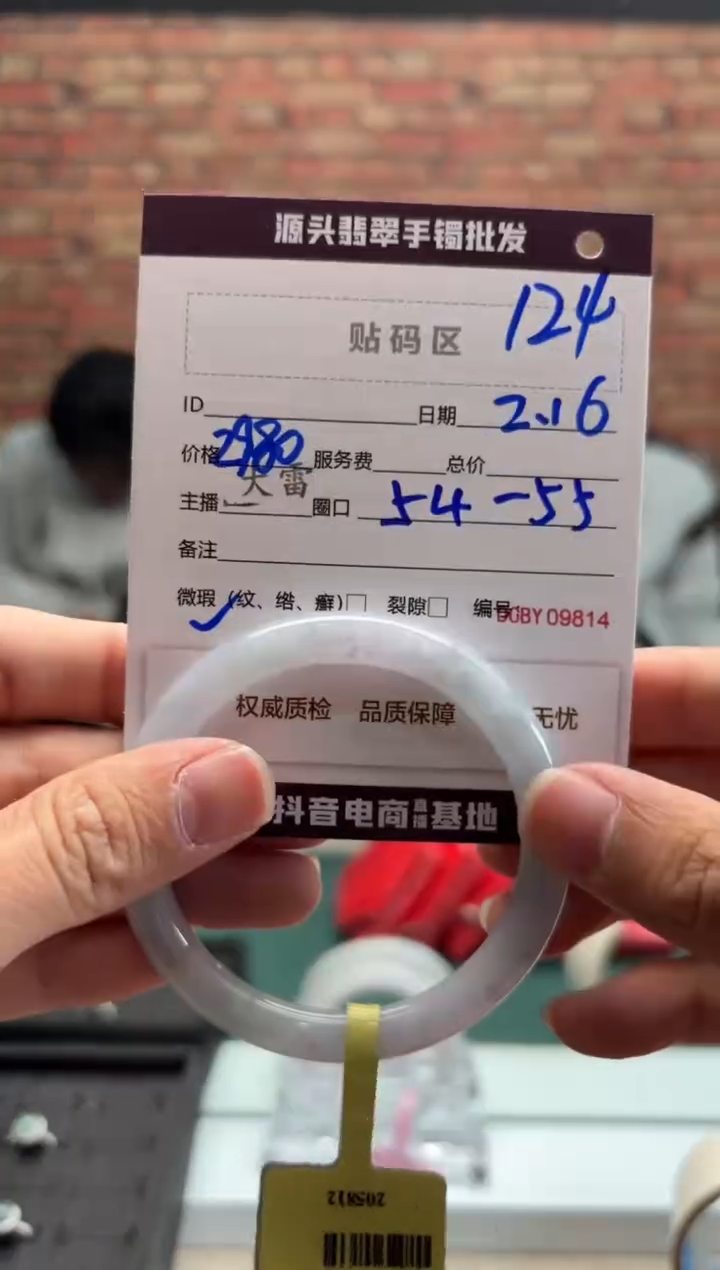 源头翡翠手镯批发
贴码区 124
ID 日期 2.16
价格 2980 服务费 总价
主播 大雷 圈口 54-55
备注
微瑕(纹、绺、癣)□ 裂隙□ 编号: 09814
权威质检 品质保障 无忧
抖音电商直播基地
205812